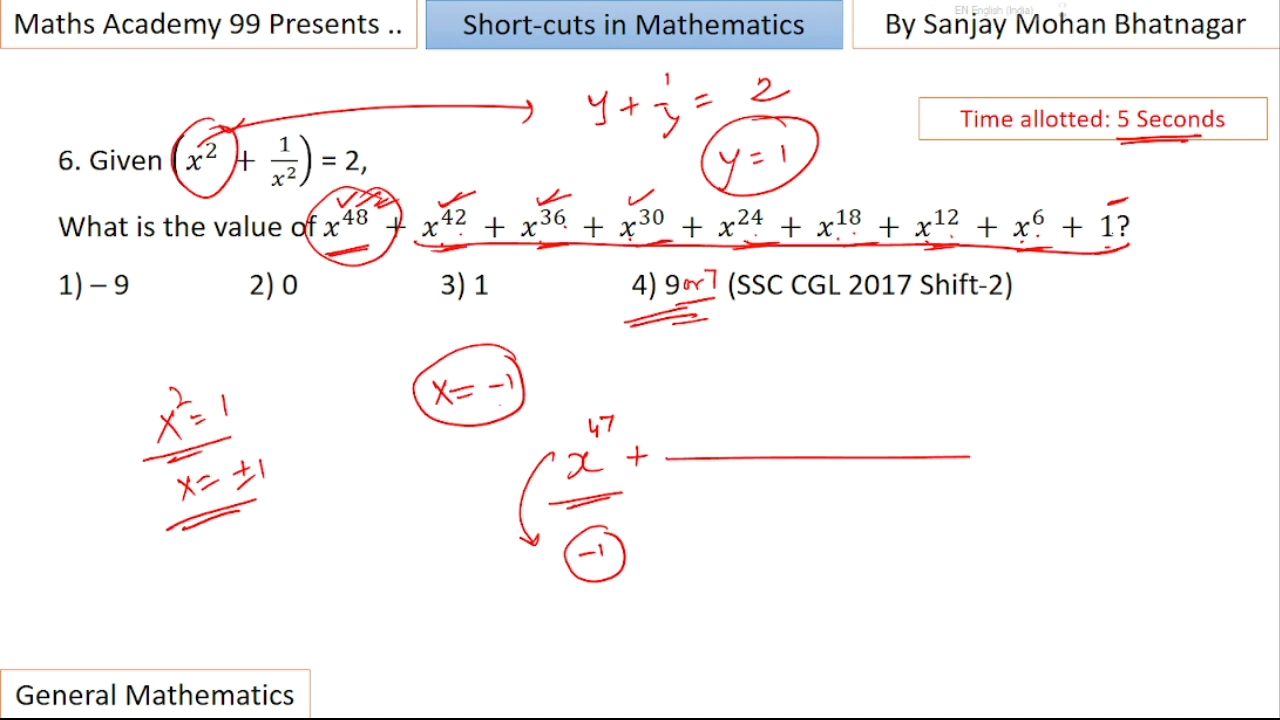 Maths Academy 99 Presents ..
Short-cuts in Mathematics
By Sanjay Mohan Bhatnagar
EN English (India)
y + 1/y = 2
Time allotted: 5 Seconds
y = 1
6. Given (x² + 1/x²) = 2,
What is the value of x⁴⁸ + x⁴² + x³⁶ + x³⁰ + x²⁴ + x¹⁸ + x¹² + x⁶ + 1?
1) – 9 2) 0 3) 1 4) 9 or 7 (SSC CGL 2017 Shift-2)
x² = 1
x = -1
x = ±1
x⁴⁷ +
-1
General Mathematics